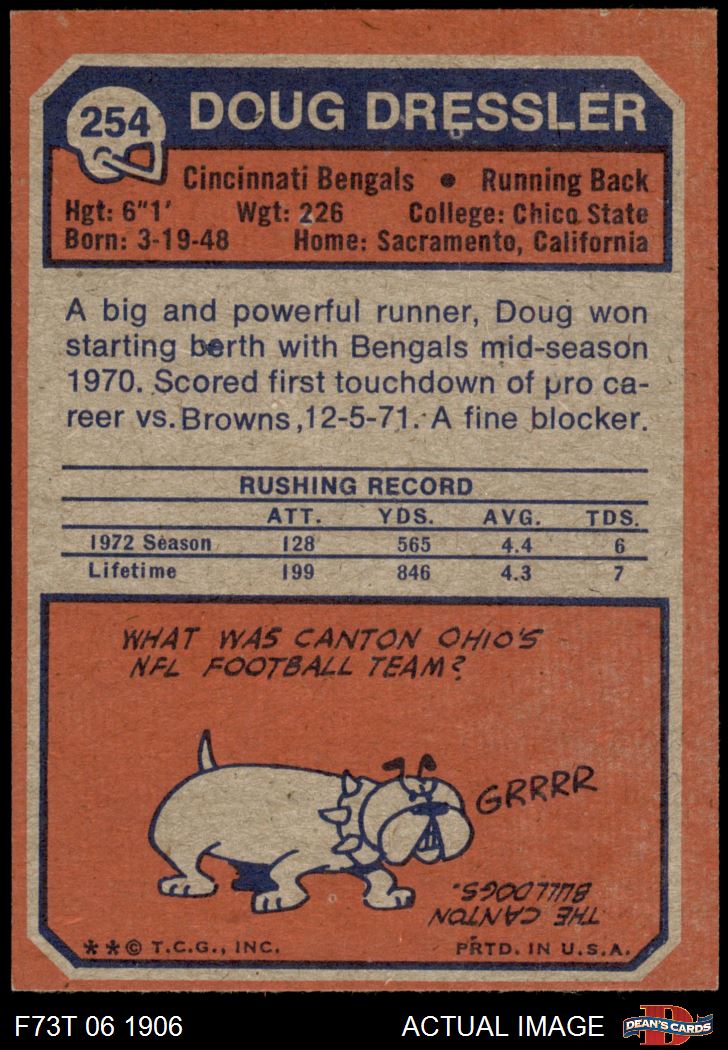 254 DOUG DRESSLER
Cincinnati Bengals • Running Back
Hgt: 6"1' Wgt: 226 College: Chico State
Born: 3-19-48 Home: Sacramento, California
A big and powerful runner, Doug won
starting berth with Bengals mid-season
1970. Scored first touchdown of pro ca-
reer vs. Browns, 12-5-71. A fine blocker.
RUSHING RECORD
ATT. YDS. AVG. TDS.
1972 Season 128 565 4.4 6
Lifetime 199 846 4.3 7
WHAT WAS CANTON OHIO'S
NFL FOOTBALL TEAM?
GRRRR
THE CANTON
BULLDOGS.
**© T.C.G., INC. PRTD. IN U.S.A.
F73T 06 1906 ACTUAL IMAGE DEAN'S CARDS